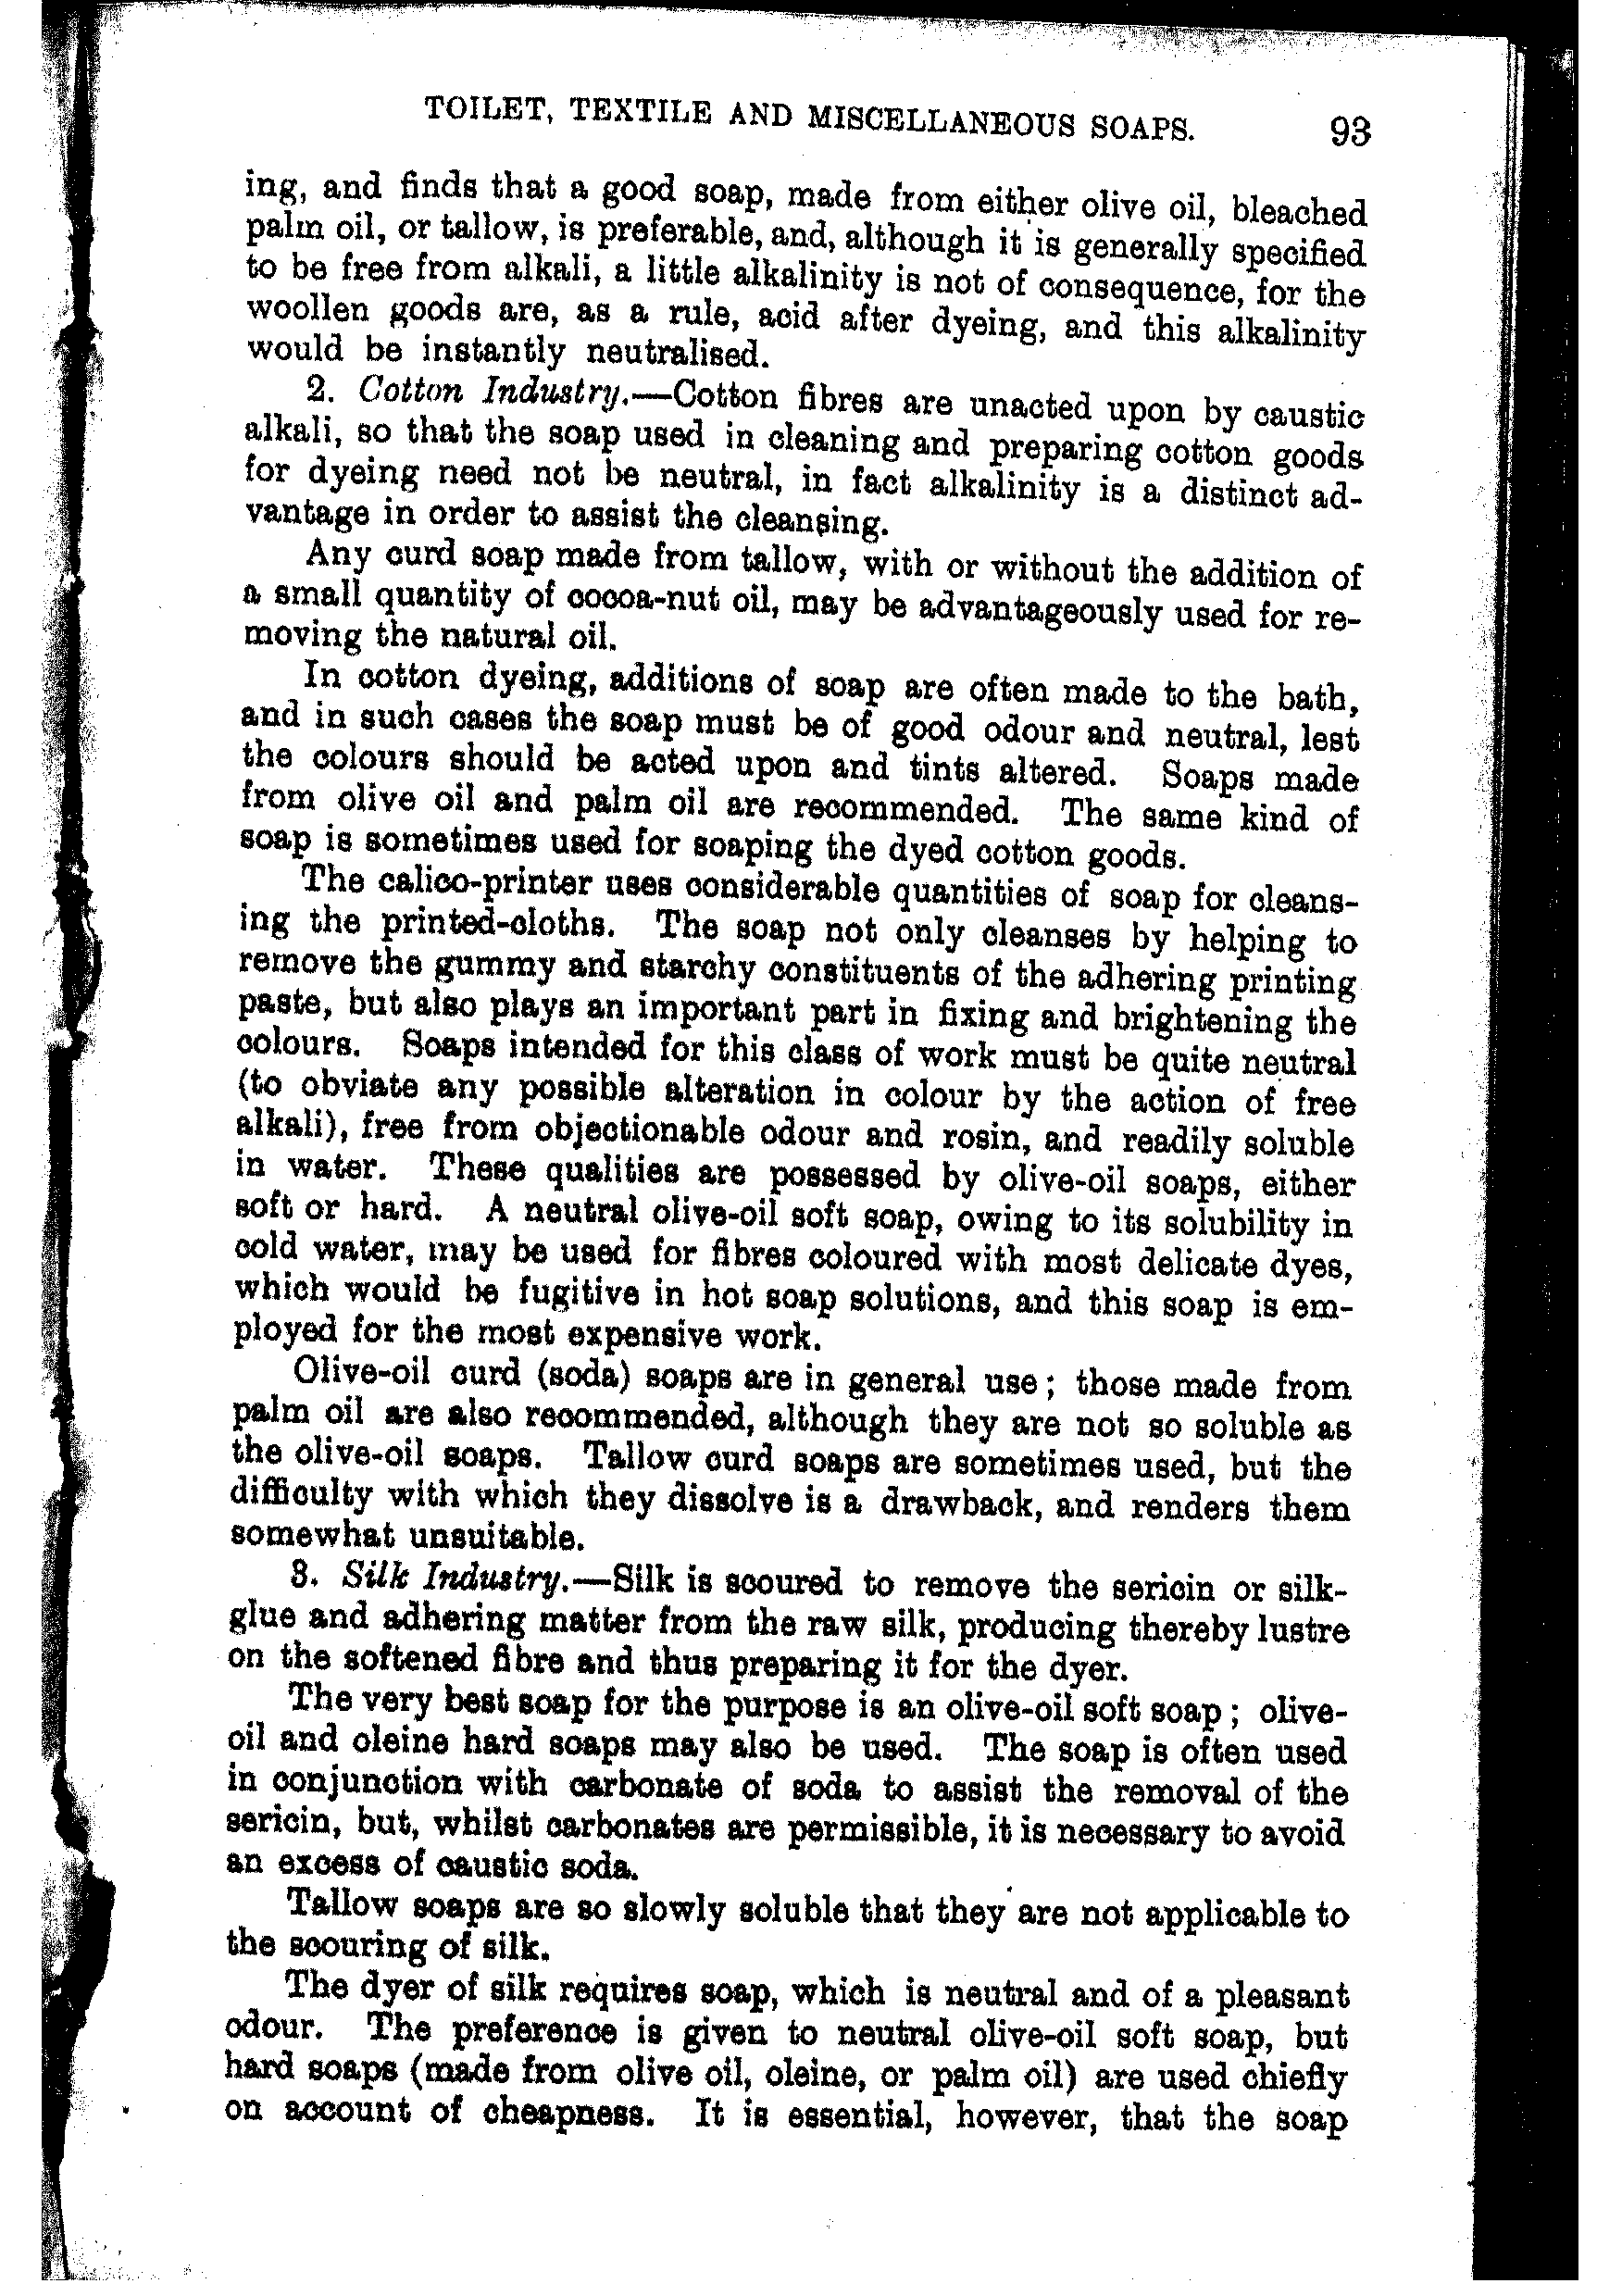 TOILET, TEXTILE AND MISCELLANEOUS SOAPS. 93
ing, and finds that a good soap, made from either olive oil, bleached
palm oil, or tallow, is preferable, and, although it is generally specified
to be free from alkali, a little alkalinity is not of consequence, for the
woollen goods are, as a rule, acid after dyeing, and this alkalinity
would be instantly neutralised.
2. Cotton Industry.—Cotton fibres are unacted upon by caustic
alkali, so that the soap used in cleaning and preparing cotton goods
for dyeing need not be neutral, in fact alkalinity is a distinct ad-
vantage in order to assist the cleansing.
Any curd soap made from tallow, with or without the addition of
a small quantity of cocoa-nut oil, may be advantageously used for re-
moving the natural oil.
In cotton dyeing, additions of soap are often made to the bath,
and in such cases the soap must be of good odour and neutral, lest
the colours should be acted upon and tints altered. Soaps made
from olive oil and palm oil are recommended. The same kind of
soap is sometimes used for soaping the dyed cotton goods.
The calico-printer uses considerable quantities of soap for cleans-
ing the printed-cloths. The soap not only cleanses by helping to
remove the gummy and starchy constituents of the adhering printing
paste, but also plays an important part in fixing and brightening the
colours. Soaps intended for this class of work must be quite neutral
(to obviate any possible alteration in colour by the action of free
alkali), free from objectionable odour and rosin, and readily soluble
in water. These qualities are possessed by olive-oil soaps, either
soft or hard. A neutral olive-oil soft soap, owing to its solubility in
cold water, may be used for fibres coloured with most delicate dyes,
which would be fugitive in hot soap solutions, and this soap is em-
ployed for the most expensive work.
Olive-oil curd (soda) soaps are in general use; those made from
palm oil are also recommended, although they are not so soluble as
the olive-oil soaps. Tallow curd soaps are sometimes used, but the
difficulty with which they dissolve is a drawback, and renders them
somewhat unsuitable.
3. Silk Industry.—Silk is scoured to remove the sericin or silk-
glue and adhering matter from the raw silk, producing thereby lustre
on the softened fibre and thus preparing it for the dyer.
The very best soap for the purpose is an olive-oil soft soap; olive-
oil and oleine hard soaps may also be used. The soap is often used
in conjunction with carbonate of soda to assist the removal of the
sericin, but, whilst carbonates are permissible, it is necessary to avoid
an excess of caustic soda.
Tallow soaps are so slowly soluble that they are not applicable to
the scouring of silk.
The dyer of silk requires soap, which is neutral and of a pleasant
odour. The preference is given to neutral olive-oil soft soap, but
hard soaps (made from olive oil, oleine, or palm oil) are used chiefly
on account of cheapness. It is essential, however, that the soap